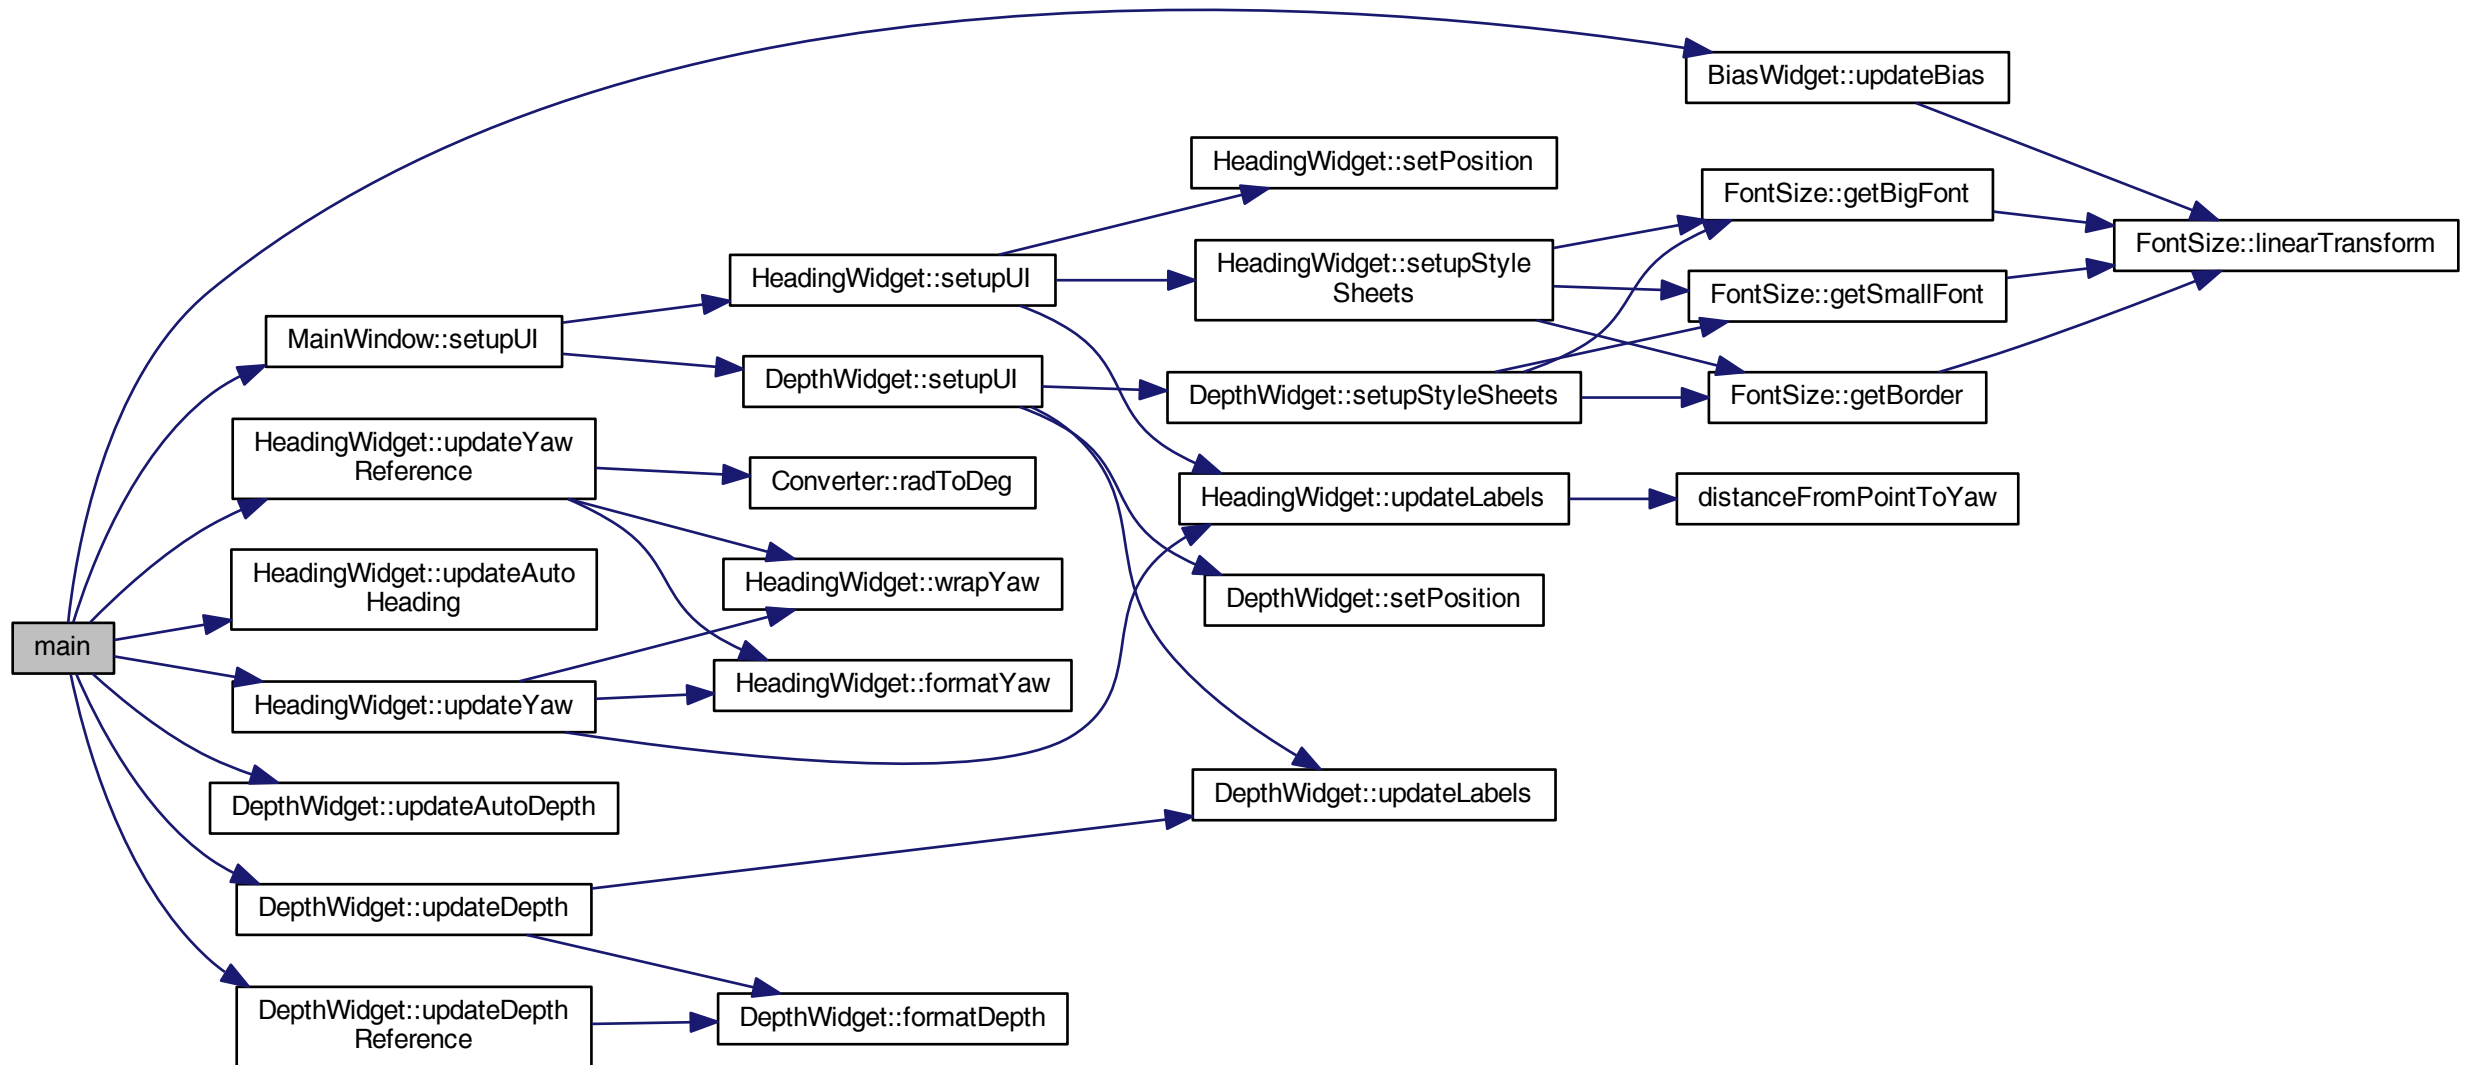 BiasWidget::updateBias
HeadingWidget::setPosition
FontSize::getBigFont
FontSize::linearTransform
HeadingWidget::setupStyle
Sheets
HeadingWidget::setupUI
FontSize::getSmallFont
MainWindow::setupUI
DepthWidget::setupUI
DepthWidget::setupStyleSheets
FontSize::getBorder
HeadingWidget::updateYaw
Reference
Converter::radToDeg
HeadingWidget::updateLabels
distanceFromPointToYaw
HeadingWidget::updateAuto
Heading
HeadingWidget::wrapYaw
DepthWidget::setPosition
main
HeadingWidget::formatYaw
HeadingWidget::updateYaw
DepthWidget::updateAutoDepth
DepthWidget::updateLabels
DepthWidget::updateDepth
DepthWidget::updateDepth
Reference
DepthWidget::formatDepth